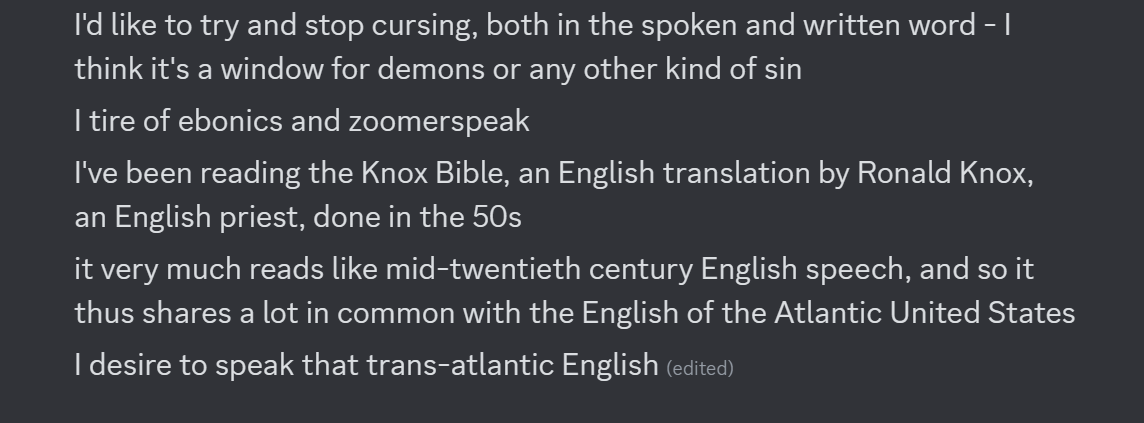 I'd like to try and stop cursing, both in the spoken and written word - I
think it's a window for demons or any other kind of sin
I tire of ebonics and zoomerspeak
I've been reading the Knox Bible, an English translation by Ronald Knox,
an English priest, done in the 50s
it very much reads like mid-twentieth century English speech, and so it
thus shares a lot in common with the English of the Atlantic United States
I desire to speak that trans-atlantic English (edited)